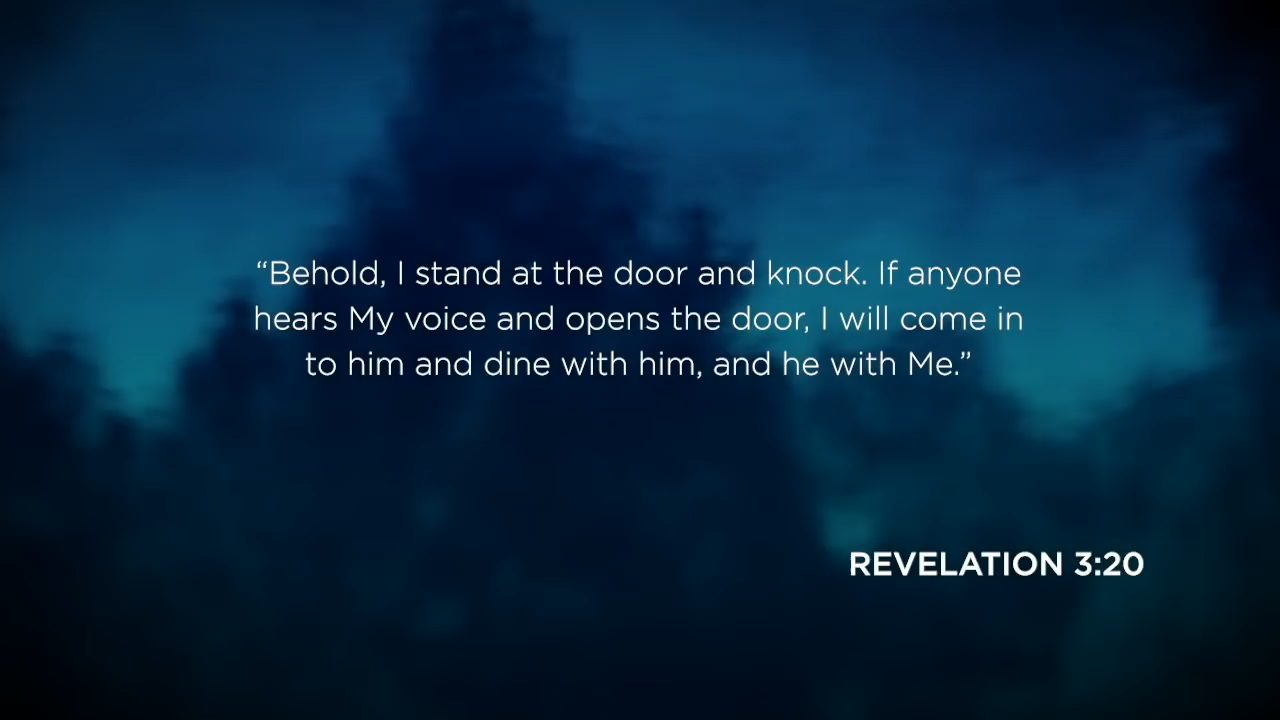 “Behold, I stand at the door and knock. If anyone
hears My voice and opens the door, I will come in
to him and dine with him, and he with Me.”
REVELATION 3:20